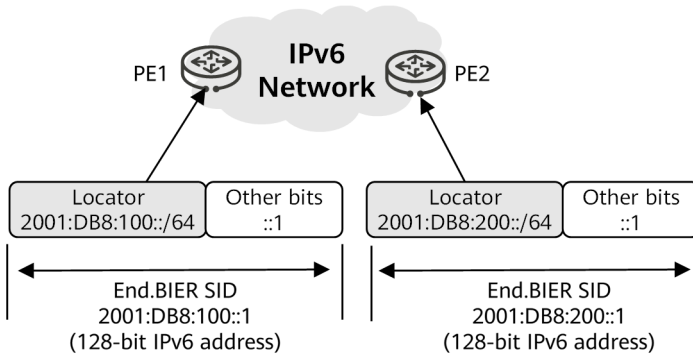 IPv6
Network
PE1
PE2
Locator
2001:DB8:100::/64
Other bits
::1
Locator
2001:DB8:200::/64
Other bits
::1
End.BIER SID
2001:DB8:100::1
(128-bit IPv6 address)
End.BIER SID
2001:DB8:200::1
(128-bit IPv6 address)